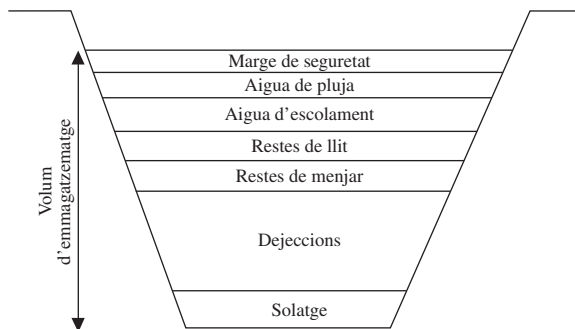 Marge de seguretat
Aigua de pluja
Aigua d'escolament
Restes de llit
Restes de menjar
Dejeccions
Solatge
Volum
d'emmagatzematge